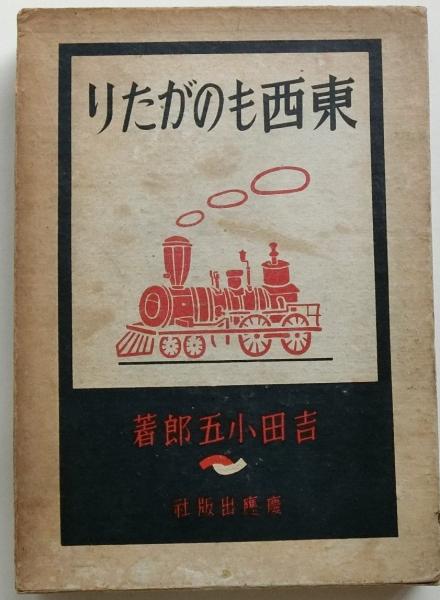 東西ものがたり
吉田小五郎著
慶應出版社